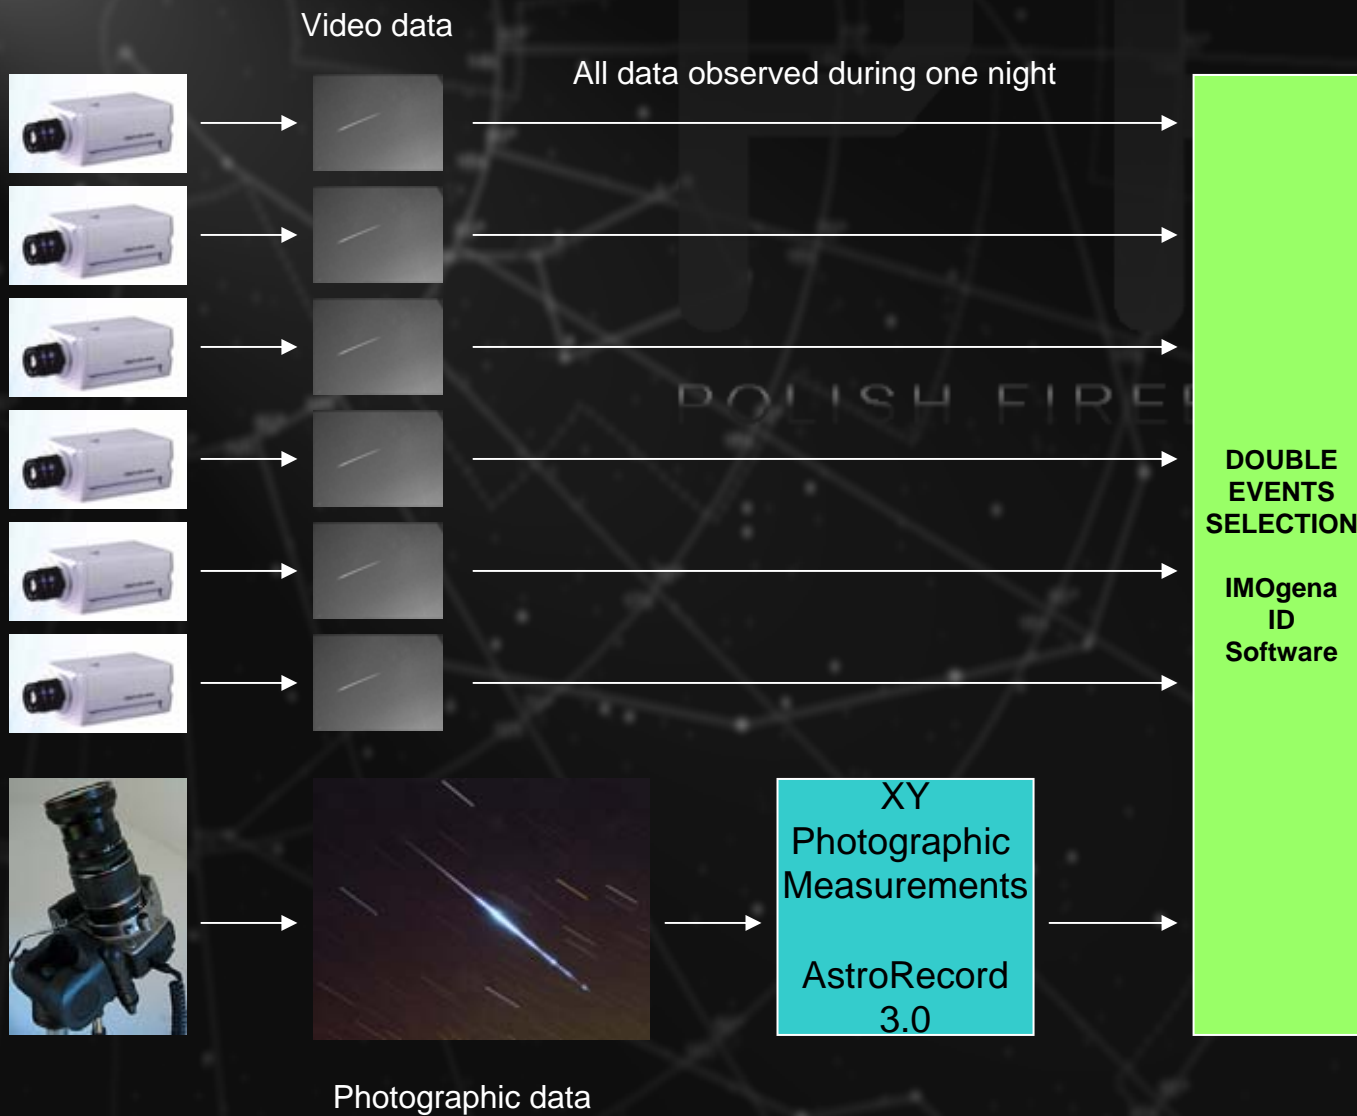 Video data
All data observed during one night
POLISH
DOUBLE
EVENTS
SELECTION
IMOgena
ID
Software
XY
Photographic
Measurements
AstroRecord
3.0
Photographic data